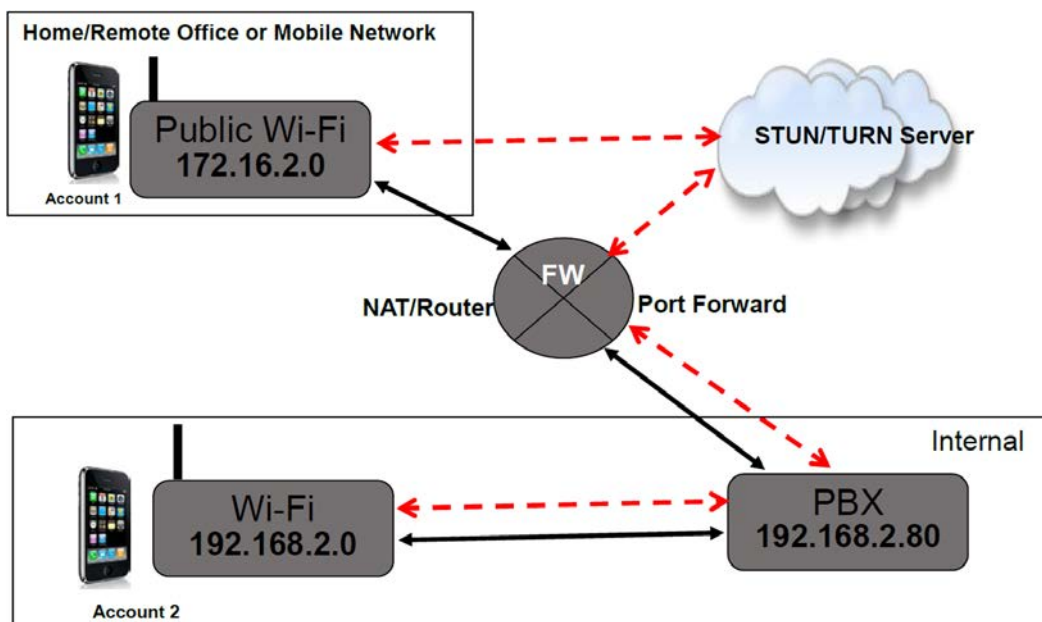 Home/Remote Office or Mobile Network
Public Wi-Fi
172.16.2.0
Account 1
STUN/TURN Server
FW
NAT/Router
Port Forward
Internal
Wi-Fi
192.168.2.0
PBX
192.168.2.80
Account 2